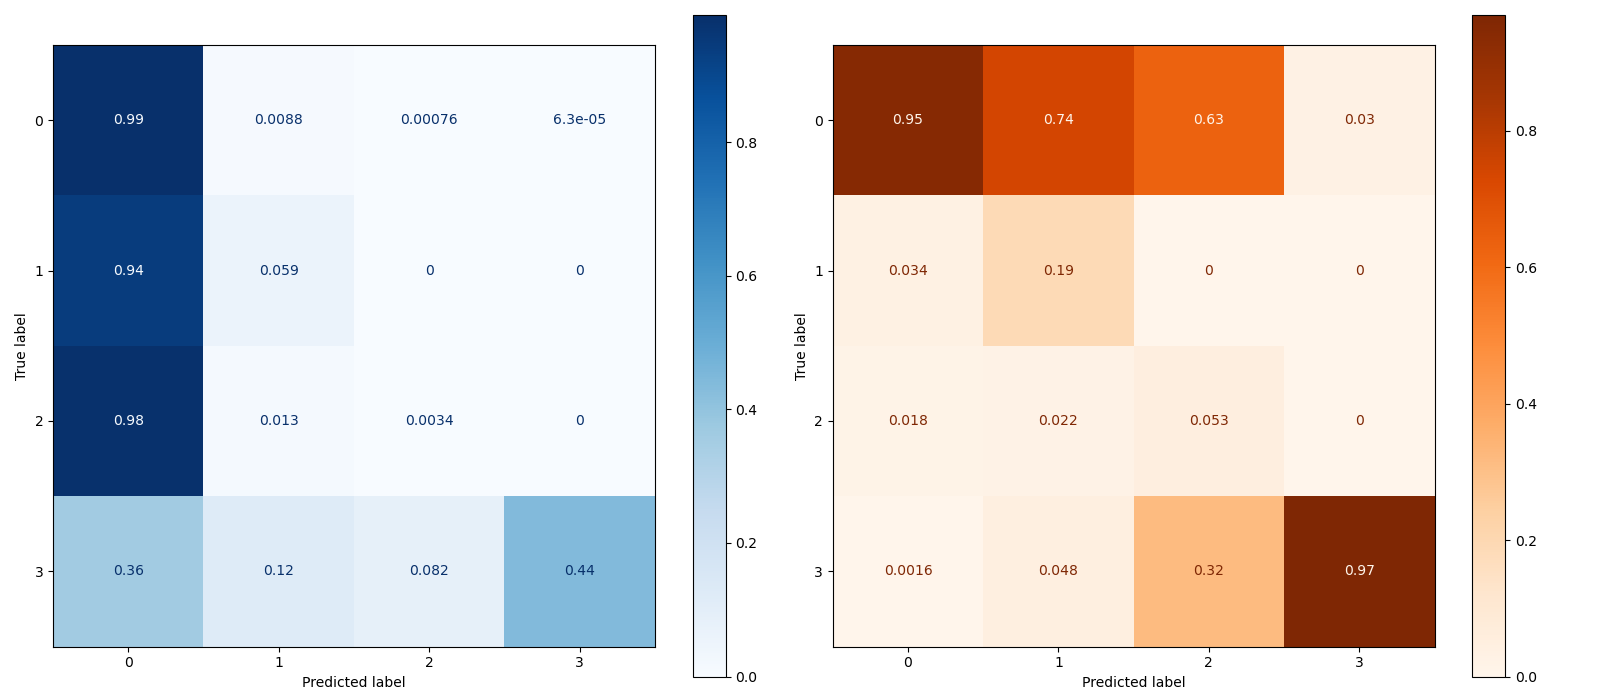 0 0.99 0.0088 0.00076 6.3e-05
1 0.94 0.059 0 0
2 0.98 0.013 0.0034 0
3 0.36 0.12 0.082 0.44
0 1 2 3
True label
Predicted label
0.8
0.6
0.4
0.2
0.0
0 0.95 0.74 0.63 0.03
1 0.034 0.19 0 0
2 0.018 0.022 0.053 0
3 0.0016 0.048 0.32 0.97
0 1 2 3
True label
Predicted label
0.8
0.6
0.4
0.2
0.0